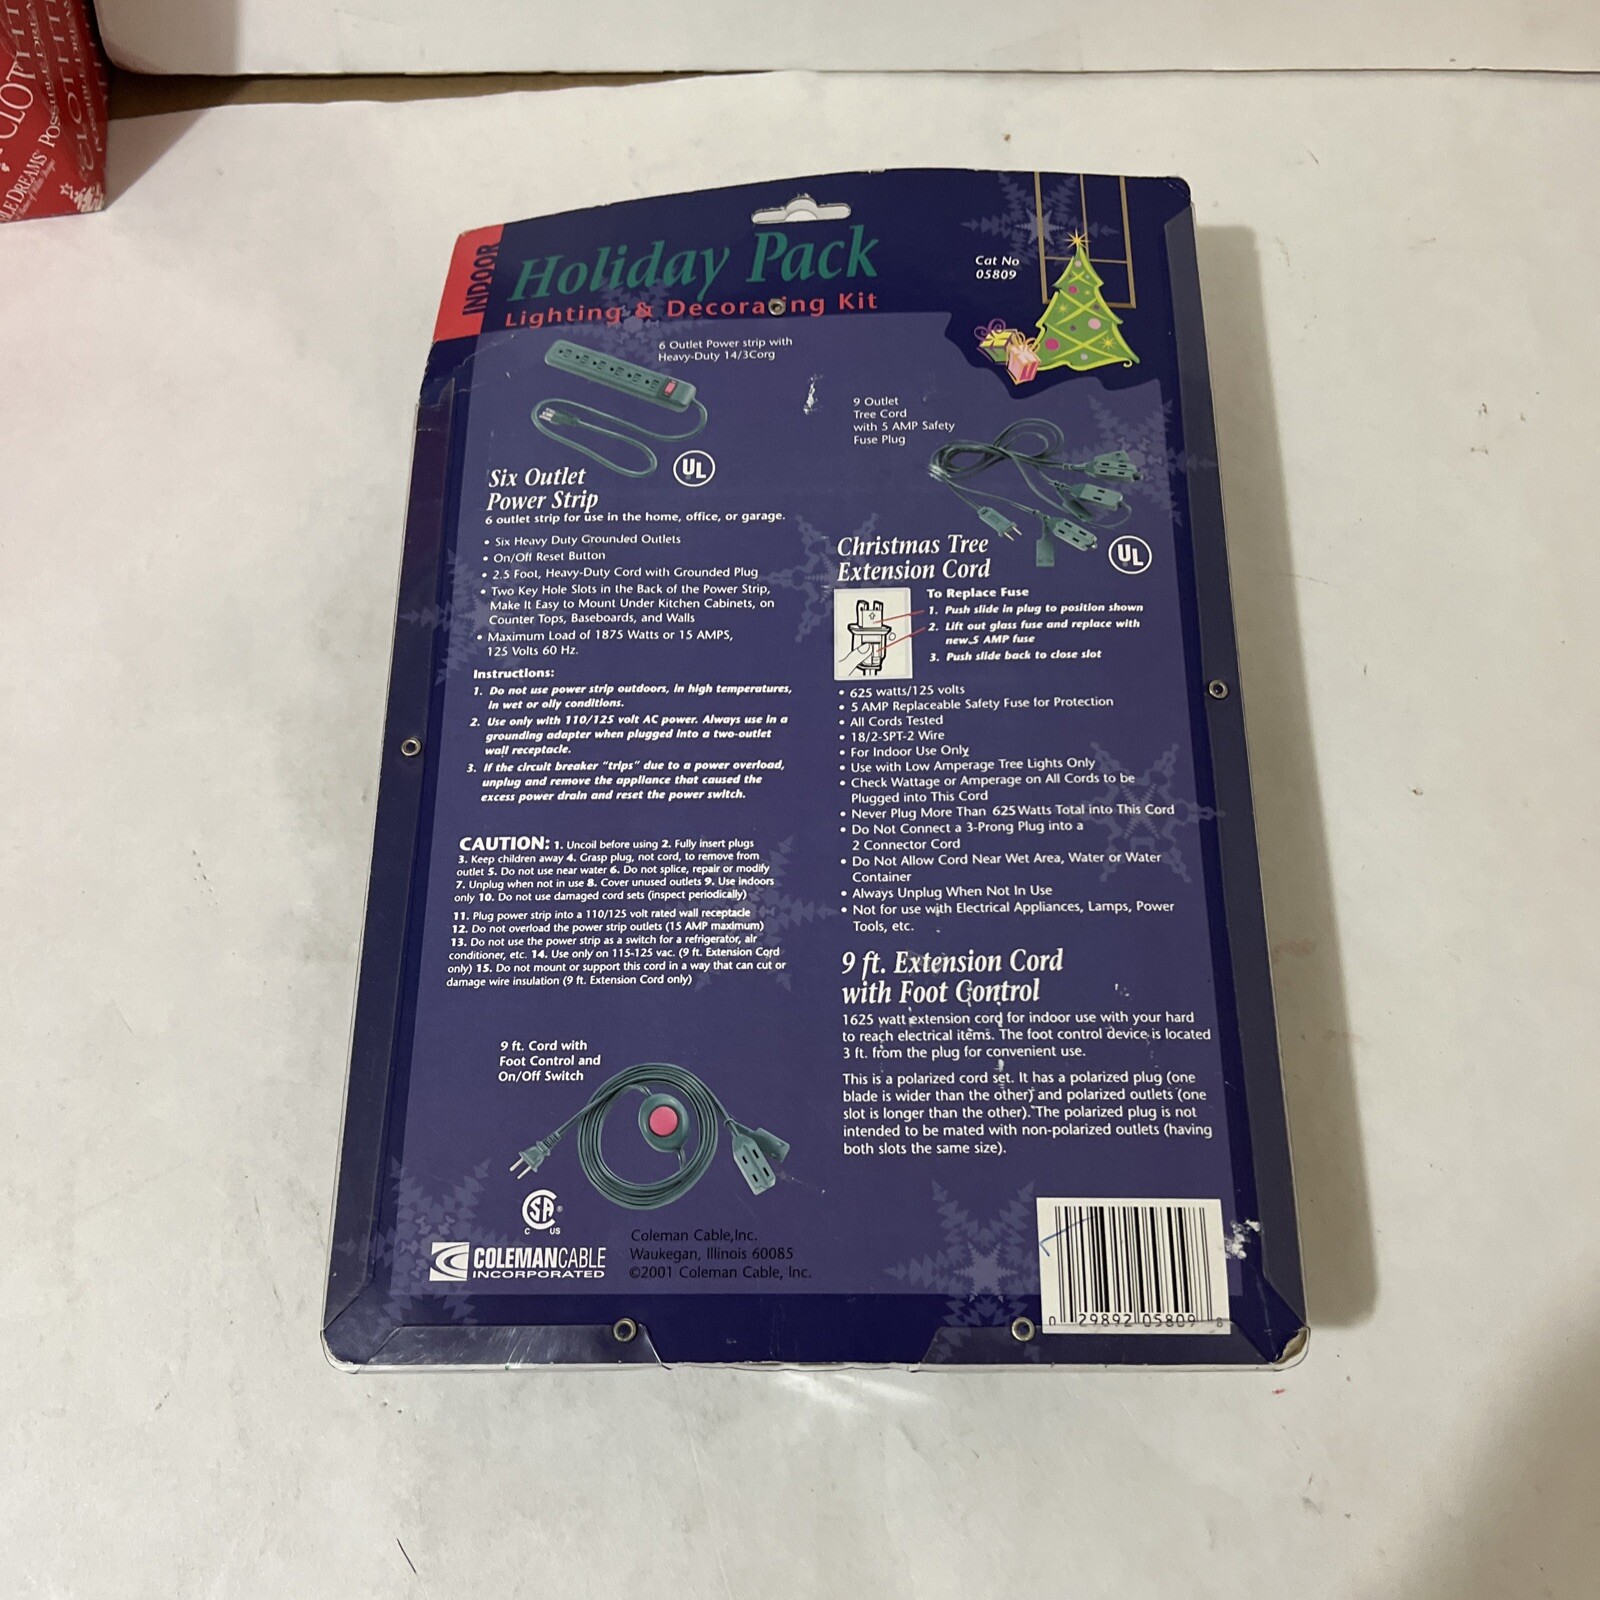 CLOTH
POSSIBLE DREAMS
INDOOR
Holiday Pack
Lighting & Decora ng Kit
Cat No
05809
6 Outlet Power strip with
Heavy-Duty 14/3Corg
9 Outlet
Tree Cord
with 5 AMP Safety
Fuse Plug
UL
Six Outlet
Power Strip
6 outlet strip for use in the home, office, or garage.
• Six Heavy Duty Grounded Outlets
• On/Off Reset Button
• 2.5 Foot, Heavy-Duty Cord with Grounded Plug
• Two Key Hole Slots in the Back of the Power Strip,
Make It Easy to Mount Under Kitchen Cabinets, on
Counter Tops, Baseboards, and Walls
• Maximum Load of 1875 Watts or 15 AMPS,
125 Volts 60 Hz.
Instructions:
1. Do not use power strip outdoors, in high temperatures,
in wet or oily conditions.
2. Use only with 110/125 volt AC power. Always use in a
grounding adapter when plugged into a two-outlet
wall receptacle.
3. If the circuit breaker "trips" due to a power overload,
unplug and remove the appliance that caused the
excess power drain and reset the power switch.
CAUTION: 1. Uncoil before using 2. Fully insert plugs
3. Keep children away 4. Grasp plug, not cord, to remove from
outlet 5. Do not use near water 6. Do not splice, repair or modify
7. Unplug when not in use 8. Cover unused outlets 9. Use indoors
only 10. Do not use damaged cord sets (inspect periodically)
11. Plug power strip into a 110/125 volt rated wall receptacle
12. Do not overload the power strip outlets (15 AMP maximum)
13. Do not use the power strip as a switch for a refrigerator, air
conditioner, etc. 14. Use only on 115-125 vac. (9 ft. Extension Cord
only) 15. Do not mount or support this cord in a way that can cut or
damage wire insulation (9 ft. Extension Cord only)
9 ft. Cord with
Foot Control and
On/Off Switch
UL
Christmas Tree
Extension Cord
To Replace Fuse
1. Push slide in plug to position shown
2. Lift out glass fuse and replace with
new 5 AMP fuse
3. Push slide back to close slot
• 625 watts/125 volts
• 5 AMP Replaceable Safety Fuse for Protection
• All Cords Tested
• 18/2-SPT-2 Wire
• For Indoor Use Only
• Use with Low Amperage Tree Lights Only
• Check Wattage or Amperage on All Cords to be
Plugged into This Cord
• Never Plug More Than 625 Watts Total into This Cord
• Do Not Connect a 3-Prong Plug into a
2 Connector Cord
• Do Not Allow Cord Near Wet Area, Water or Water
Container
• Always Unplug When Not In Use
• Not for use with Electrical Appliances, Lamps, Power
Tools, etc.
9 ft. Extension Cord
with Foot Control
1625 watt extension cord for indoor use with your hard
to reach electrical items. The foot control device is located
3 ft. from the plug for convenient use.
This is a polarized cord set. It has a polarized plug (one
blade is wider than the other) and polarized outlets (one
slot is longer than the other). The polarized plug is not
intended to be mated with non-polarized outlets (having
both slots the same size).
SA ®
C US
COLEMANCABLE
INCORPORATED
Coleman Cable,Inc.
Waukegan, Illinois 60085
©2001 Coleman Cable, Inc.
0 29892 05809 8